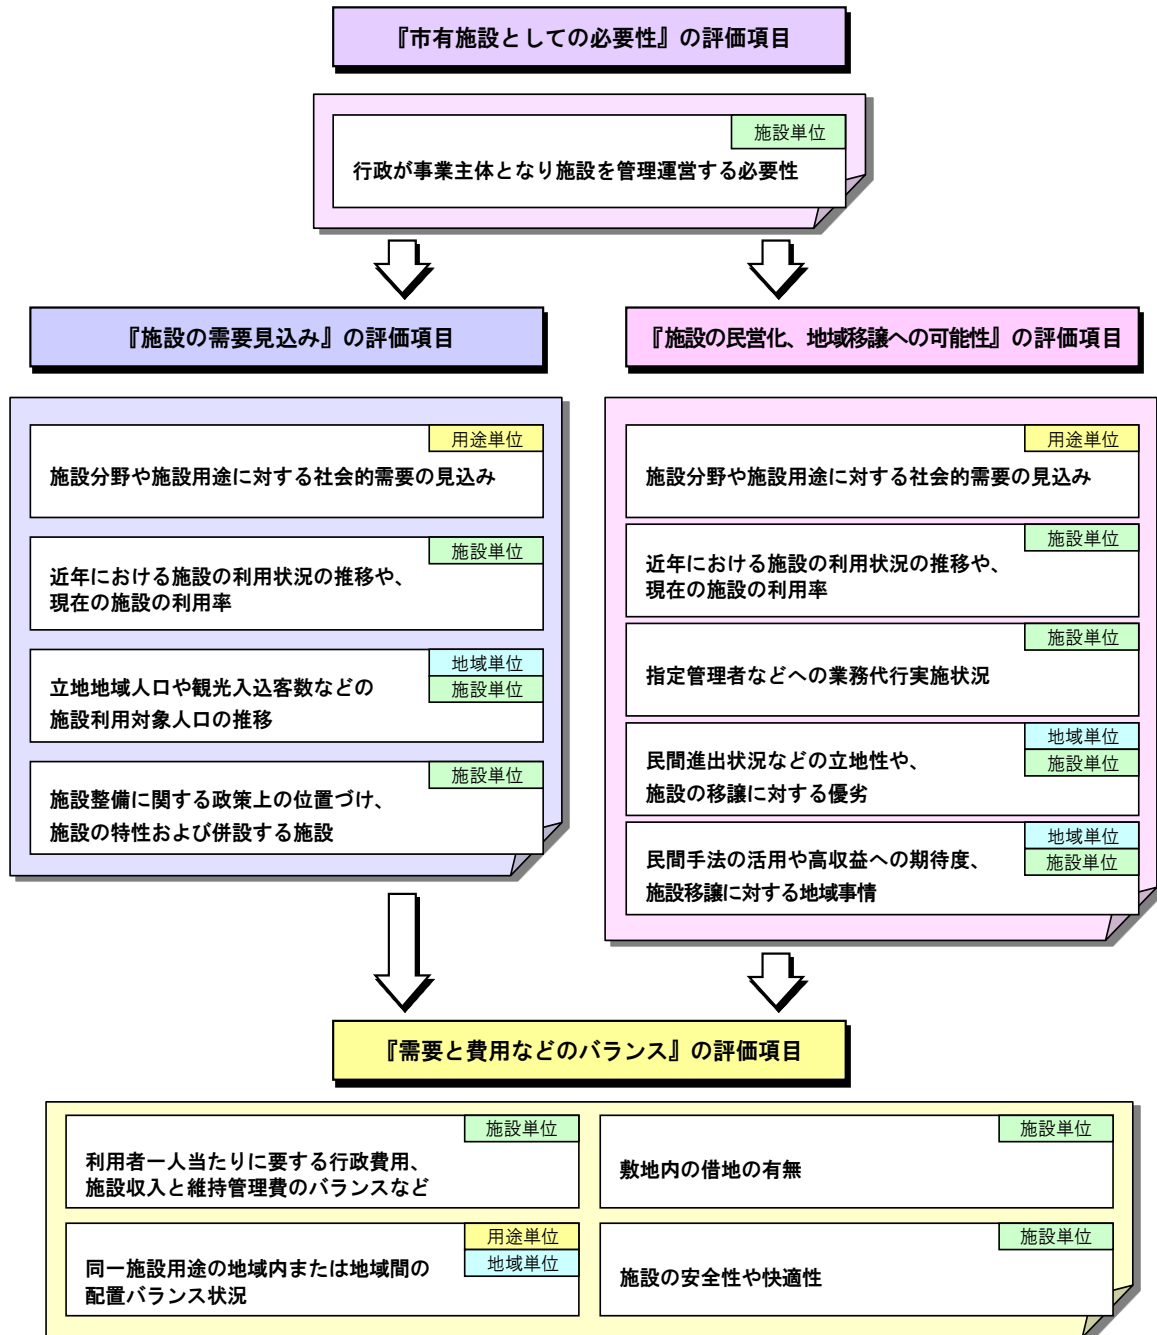 『市有施設としての必要性』の評価項目
施設単位
行政が事業主体となり施設を管理運営する必要性
『施設の需要見込み』の評価項目
用途単位
施設分野や施設用途に対する社会的需要の見込み
施設単位
近年における施設の利用状況の推移や、
現在の施設の利用率
地域単位
施設単位
立地地域人口や観光入込客数などの
施設利用対象人口の推移
施設単位
施設整備に関する政策上の位置づけ、
施設の特性および併設する施設
『施設の民営化、地域移譲への可能性』の評価項目
用途単位
施設分野や施設用途に対する社会的需要の見込み
施設単位
近年における施設の利用状況の推移や、
現在の施設の利用率
施設単位
指定管理者などへの業務代行実施状況
地域単位
施設単位
民間進出状況などの立地性や、
施設の移譲に対する優劣
地域単位
施設単位
民間手法の活用や高収益への期待度、
施設移譲に対する地域事情
『需要と費用などのバランス』の評価項目
施設単位
利用者一人当たりに要する行政費用、
施設収入と維持管理費のバランスなど
施設単位
敷地内の借地の有無
用途単位
地域単位
同一施設用途の地域内または地域間の
配置バランス状況
施設単位
施設の安全性や快適性